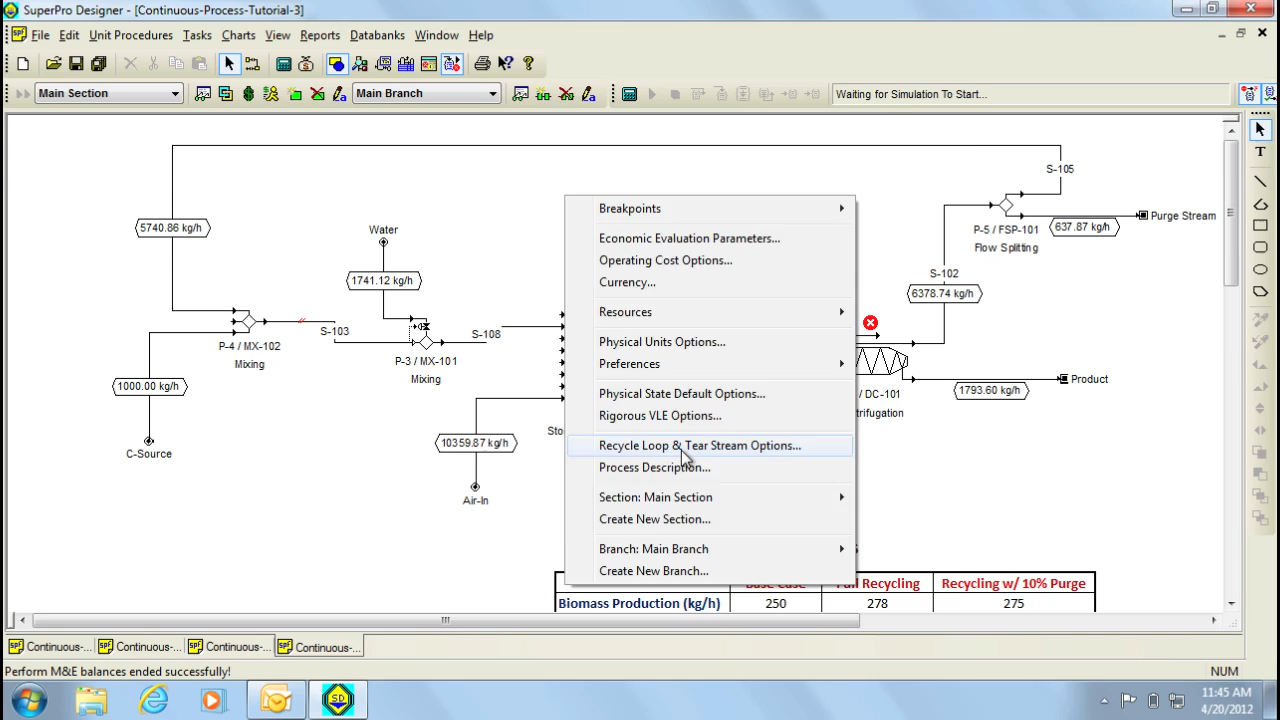 SuperPro Designer - [Continuous-Process-Tutorial-3]
File Edit Unit Procedures Tasks Charts View Reports Databanks Window Help
Main Section Main Branch Waiting for Simulation To Start...
S-105
5740.86 kg/h
Water
1741.12 kg/h
S-103
S-108
P-4 / MX-102
Mixing
P-3 / MX-101
Mixing
1000.00 kg/h
C-Source
10359.87 kg/h
Air-In
Sto
Breakpoints
Economic Evaluation Parameters...
Operating Cost Options...
Currency...
Resources
Physical Units Options...
Preferences
Physical State Default Options...
Rigorous VLE Options...
Recycle Loop & Tear Stream Options...
Process Description...
Section: Main Section
Create New Section...
Branch: Main Branch
Create New Branch...
P-5 / FSP-101
Flow Splitting
637.87 kg/h
Purge Stream
S-102
6378.74 kg/h
/ DC-101
rifugation
1793.60 kg/h
Product
Base Case Full Recycling Recycling w/ 10% Purge
Biomass Production (kg/h) 250 278 275
Continuous-... Continuous-... Continuous-... Continuous-...
Perform M&E balances ended successfully! NUM
11:45 AM
4/20/2012